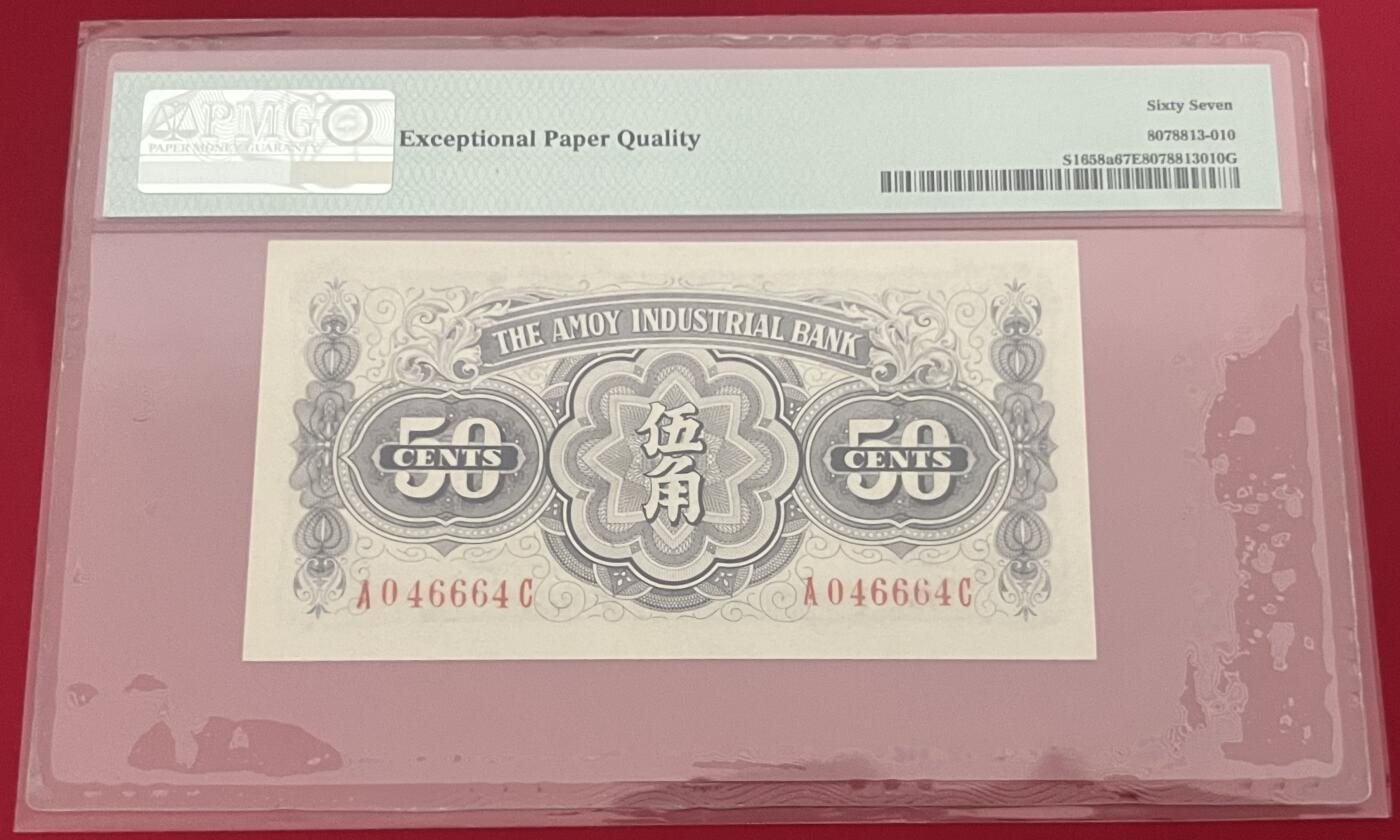 PMG
PAPER MONEY GUARANTY
Exceptional Paper Quality
Sixty Seven
8078813-010
S1658a67E8078813010G
THE AMOY INDUSTRIAL BANK
50
CENTS
伍角
50
CENTS
A046664C
A046664C